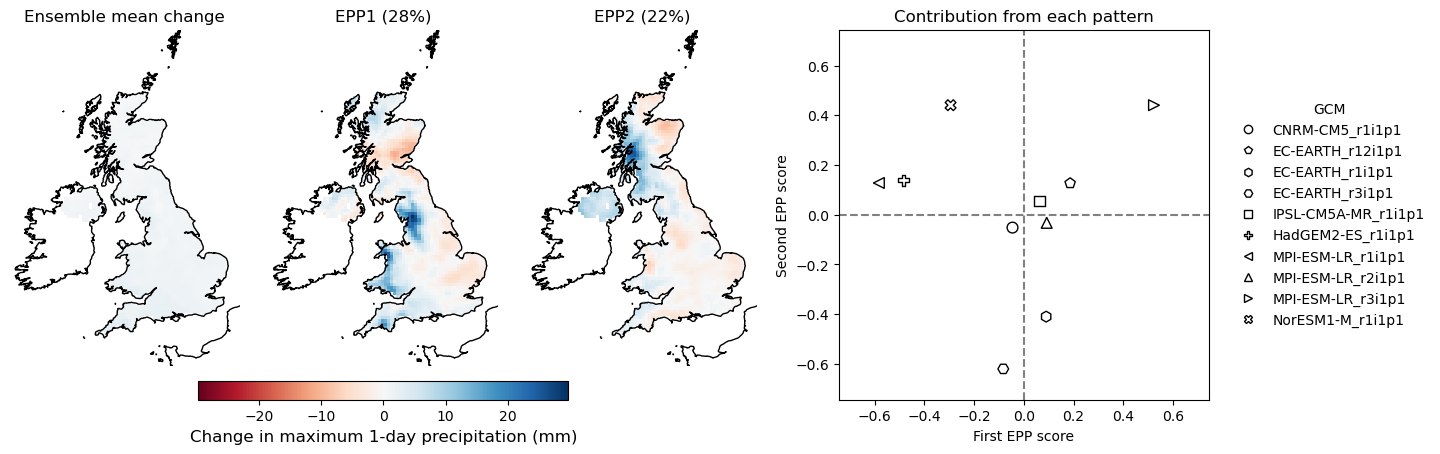 Ensemble mean change
EPP1 (28%)
EPP2 (22%)
−20 −10 0 10 20
Change in maximum 1-day precipitation (mm)
Contribution from each pattern
Second EPP score
0.6
0.4
0.2
0.0
−0.2
−0.4
−0.6
−0.6 −0.4 −0.2 0.0 0.2 0.4 0.6
First EPP score
GCM
CNRM-CM5_r1i1p1
EC-EARTH_r12i1p1
EC-EARTH_r1i1p1
EC-EARTH_r3i1p1
IPSL-CM5A-MR_r1i1p1
HadGEM2-ES_r1i1p1
MPI-ESM-LR_r1i1p1
MPI-ESM-LR_r2i1p1
MPI-ESM-LR_r3i1p1
NorESM1-M_r1i1p1